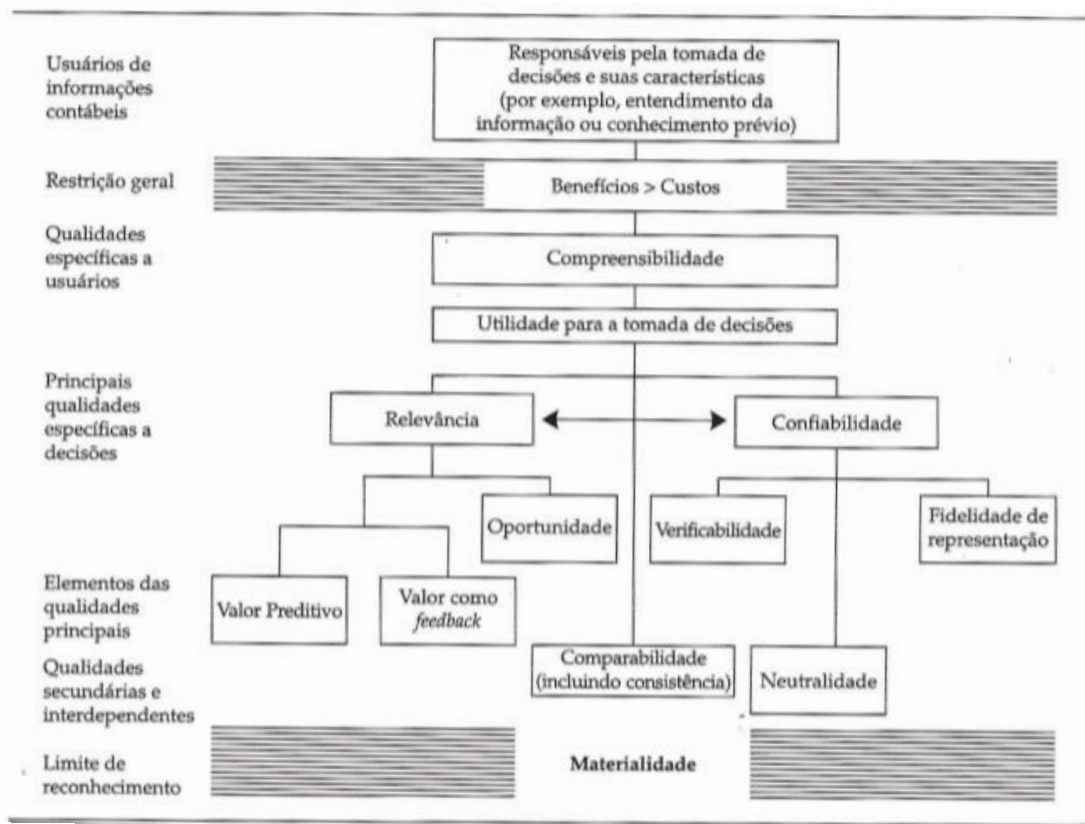 Usuários de
informações
contábeis
Responsáveis pela tomada de
decisões e suas características
(por exemplo, entendimento da
informação ou conhecimento prévio)
Restrição geral
Benefícios > Custos
Qualidades
específicas a
usuários
Compreensibilidade
Utilidade para a tomada de decisões
Principais
qualidades
específicas a
decisões
Relevância
Confiabilidade
Oportunidade
Verificabilidade
Fidelidade de
representação
Elementos das
qualidades
principais
Valor Preditivo
Valor como
feedback
Qualidades
secundárias e
interdependentes
Comparabilidade
(incluindo consistência)
Neutralidade
Limite de
reconhecimento
Materialidade